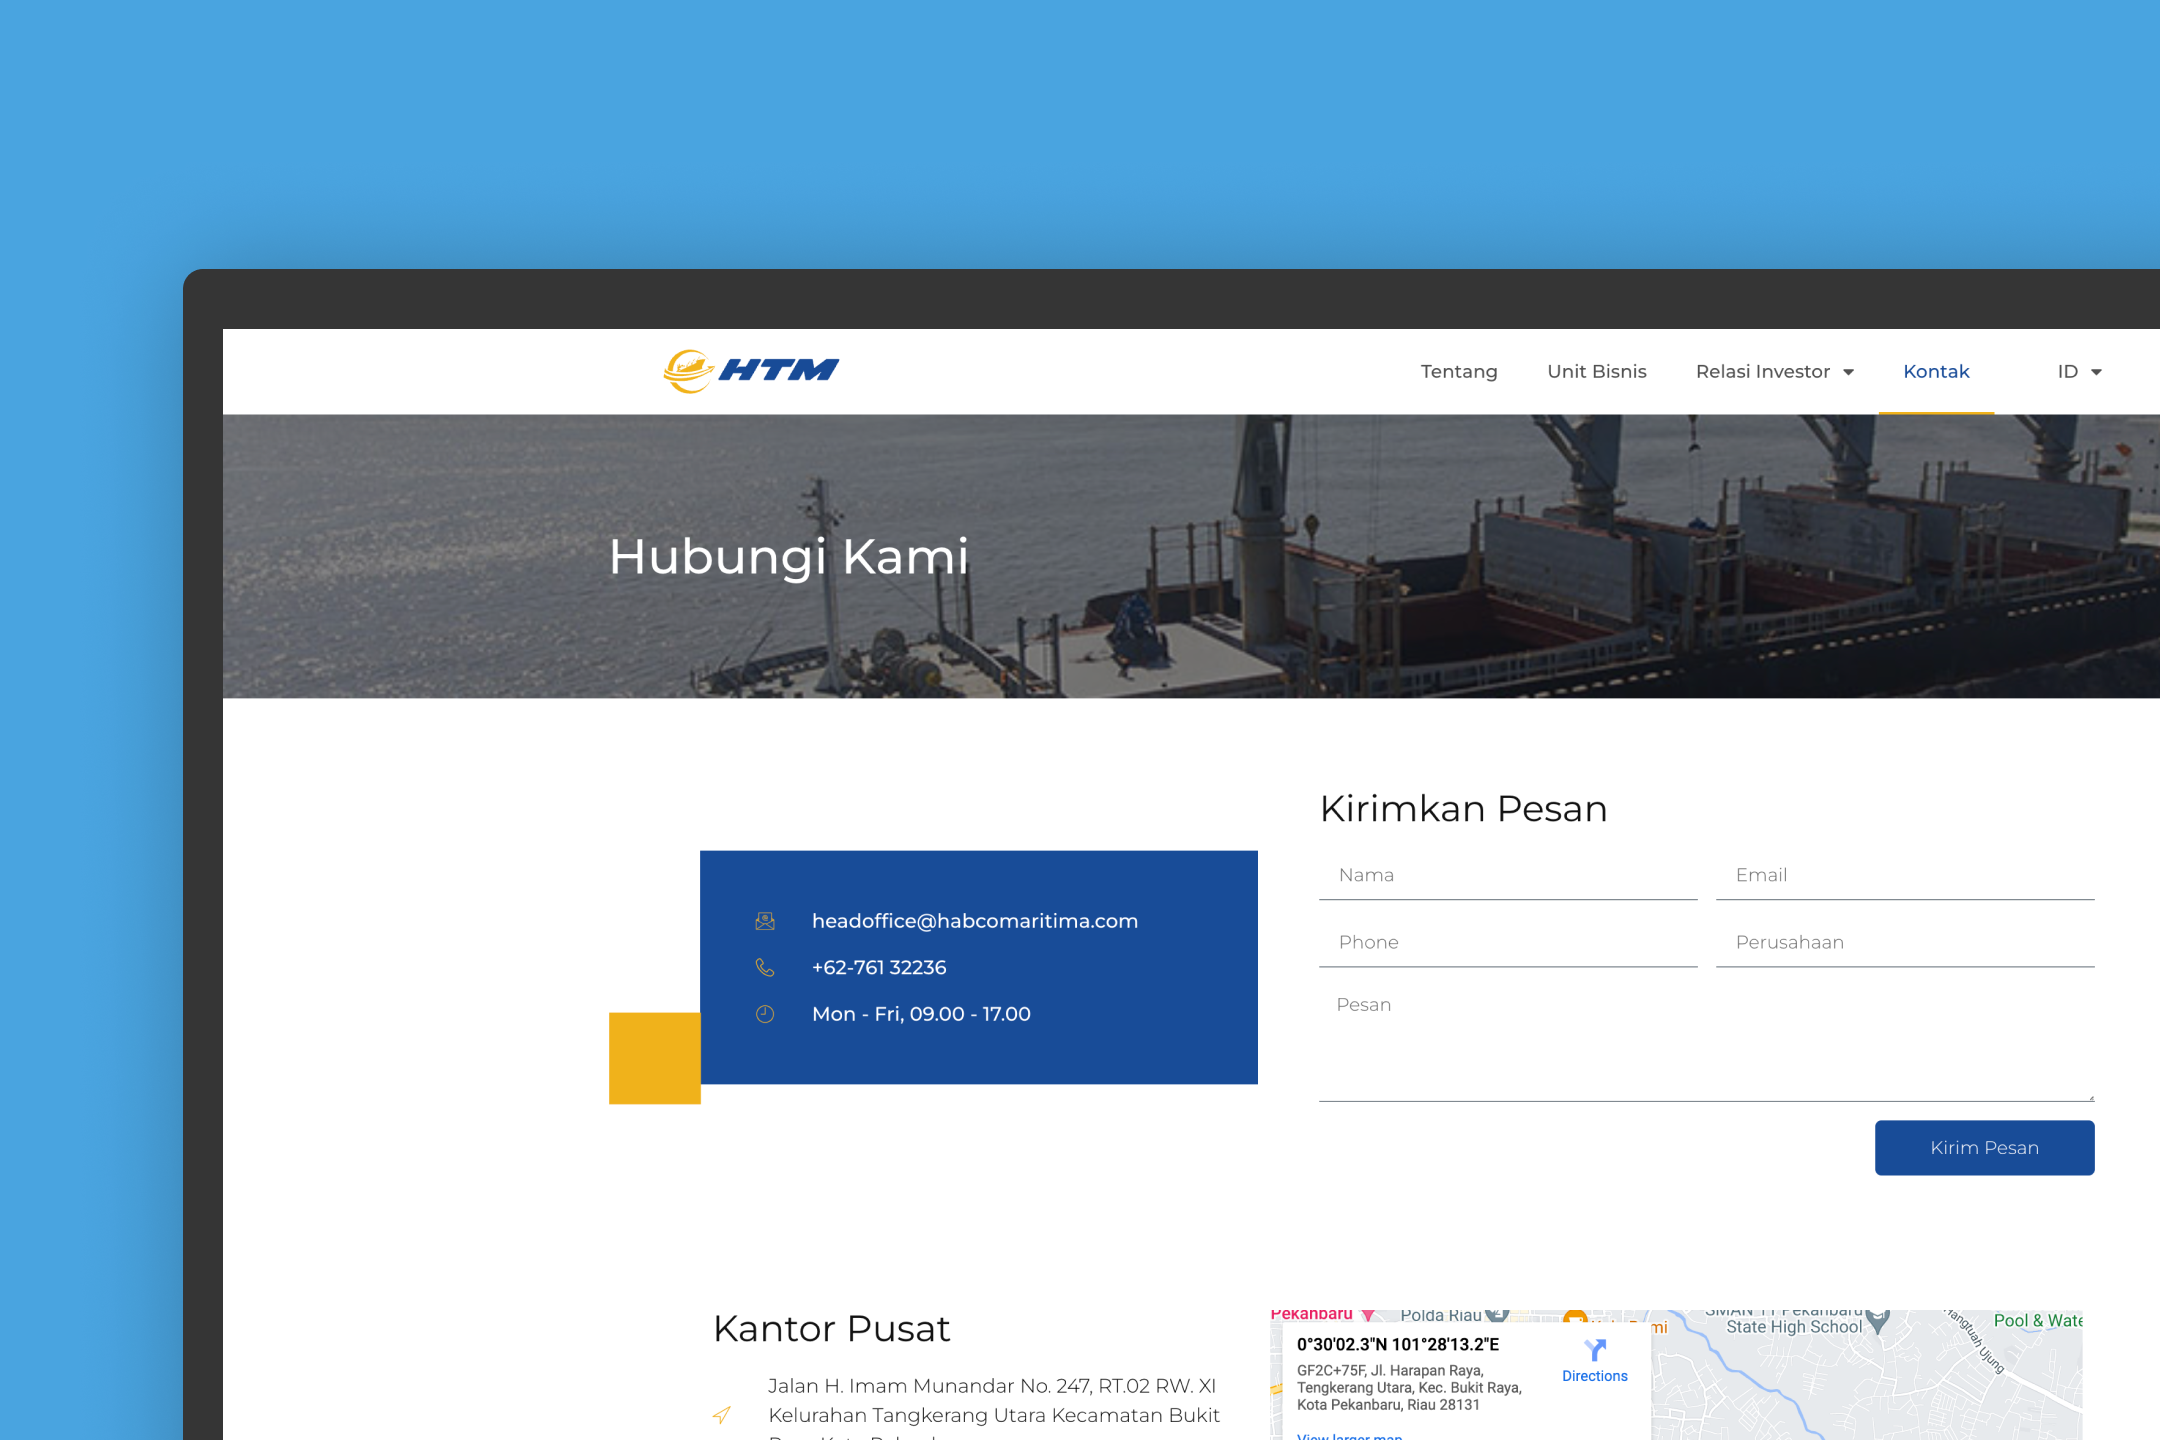 HTM
Tentang
Unit Bisnis
Relasi Investor
Kontak
ID
Hubungi Kami
Kirimkan Pesan
Nama
Email
Phone
Perusahaan
Pesan
Kirim Pesan
headoffice@habcomaritima.com
+62-761 32236
Mon - Fri, 09.00 - 17.00
Kantor Pusat
Jalan H. Imam Munandar No. 247, RT.02 RW. XI
Kelurahan Tangkerang Utara Kecamatan Bukit
Pekanbaru
Polda Riau
SMAN 11 Pekanbaru
State High School
Pool & Wate
0°30'02.3"N 101°28'13.2"E
GF2C+75F, Jl. Harapan Raya,
Tengkerang Utara, Kec. Bukit Raya,
Kota Pekanbaru, Riau 28131
Directions
View larger map